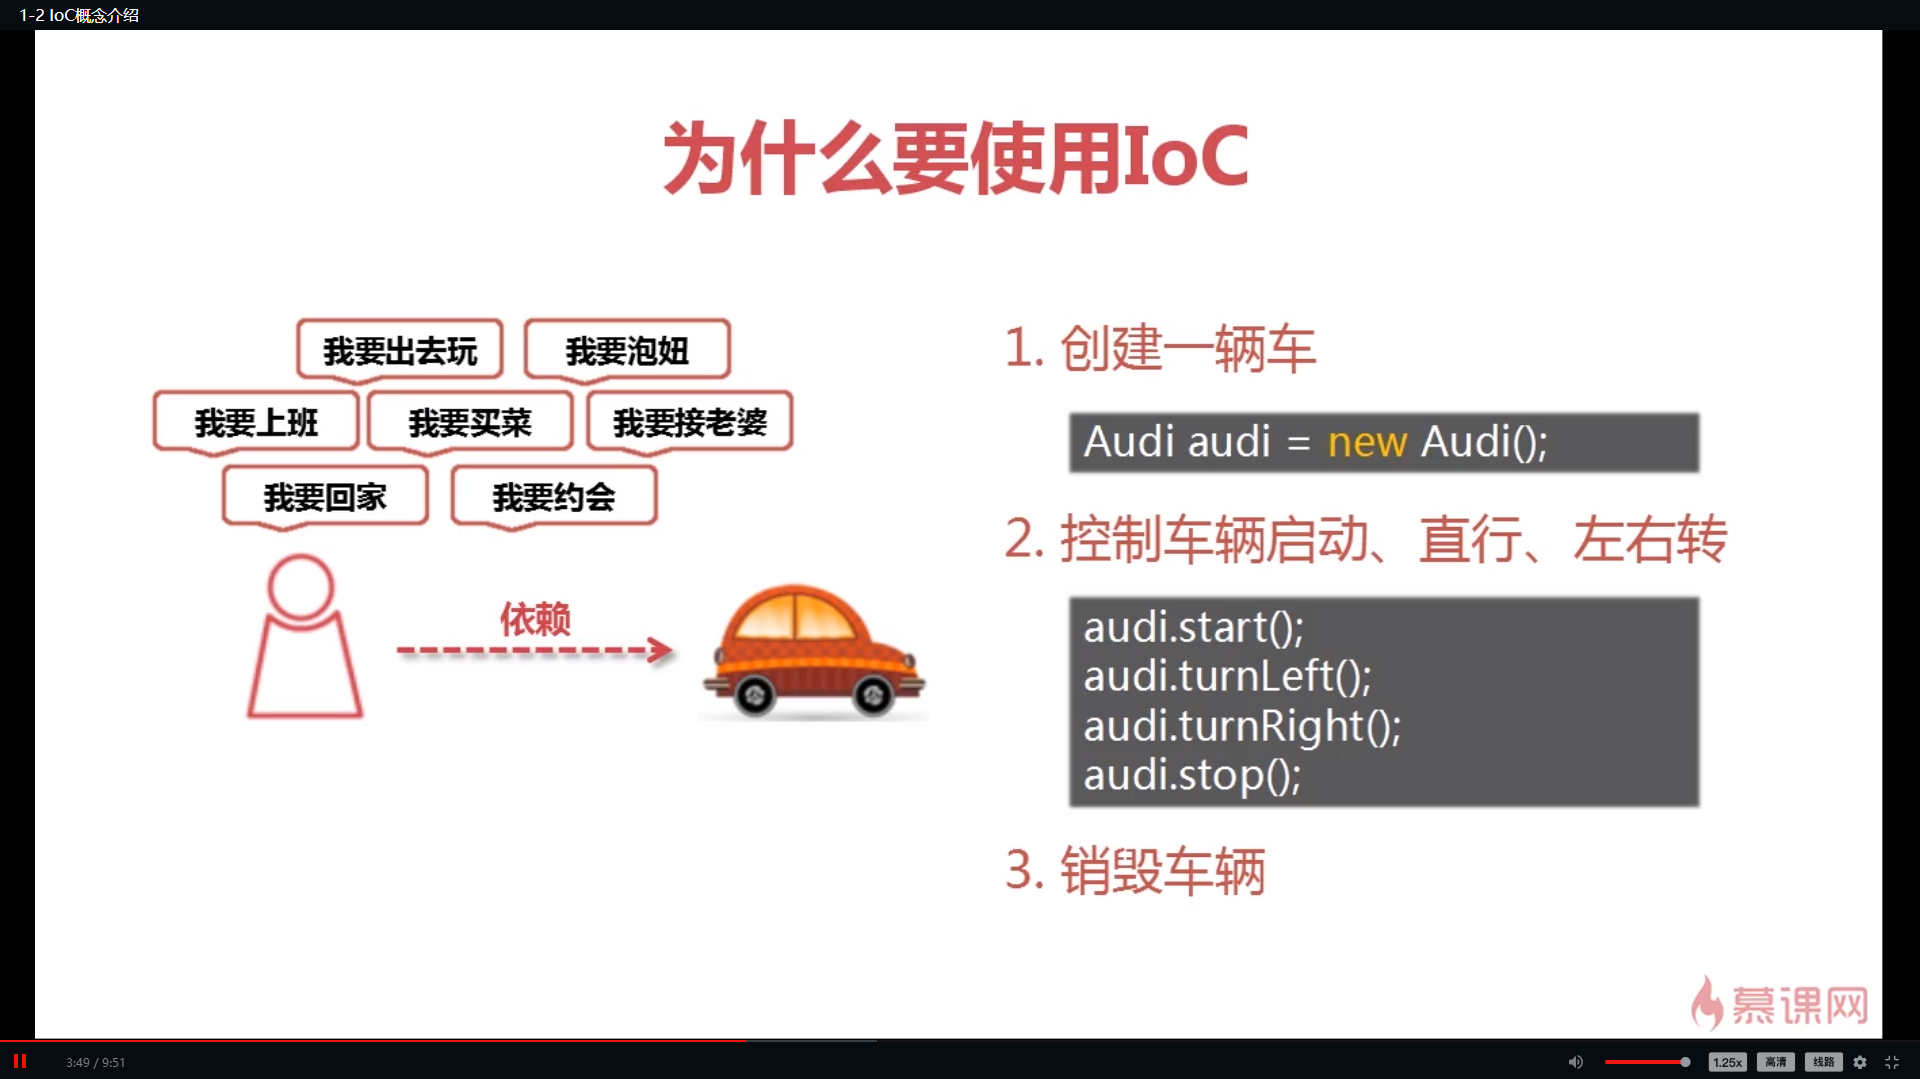 1-2 IoC概念介绍
为什么要使用IoC
我要出去玩
我要泡妞
我要上班
我要买菜
我要接老婆
我要回家
我要约会
依赖
1. 创建一辆车
Audi audi = new Audi();
2. 控制车辆启动、直行、左右转
audi.start();
audi.turnLeft();
audi.turnRight();
audi.stop();
3. 销毁车辆
慕课网
3:49 / 9:51
1.25x
高清
线路